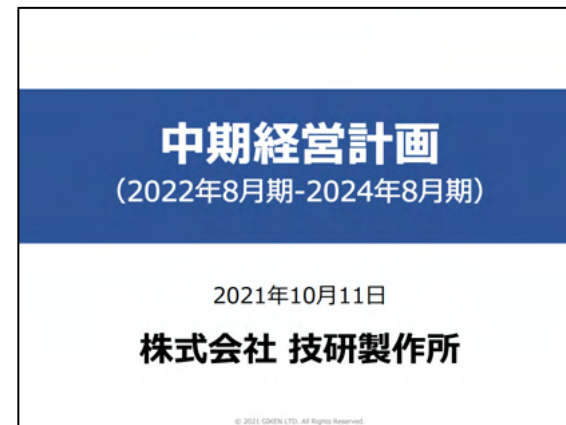 中期経営計画
（2022年8月期-2024年8月期）
2021年10月11日
株式会社 技研製作所
© 2021 GIKEN LTD. All Rights Reserved.